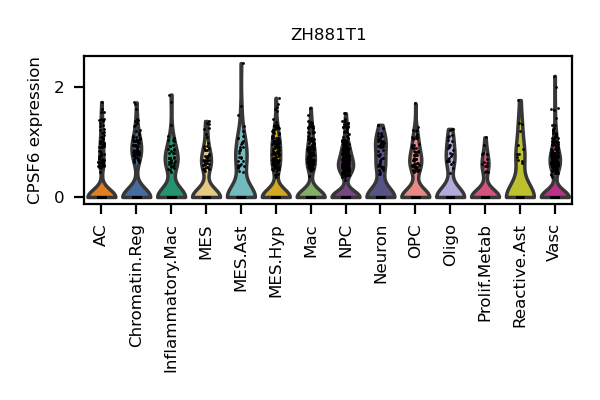 ZH881T1
CPSF6 expression
2
0
AC
Chromatin.Reg
Inflammatory.Mac
MES
MES.Ast
MES.Hyp
Mac
NPC
Neuron
OPC
Oligo
Prolif.Metab
Reactive.Ast
Vasc